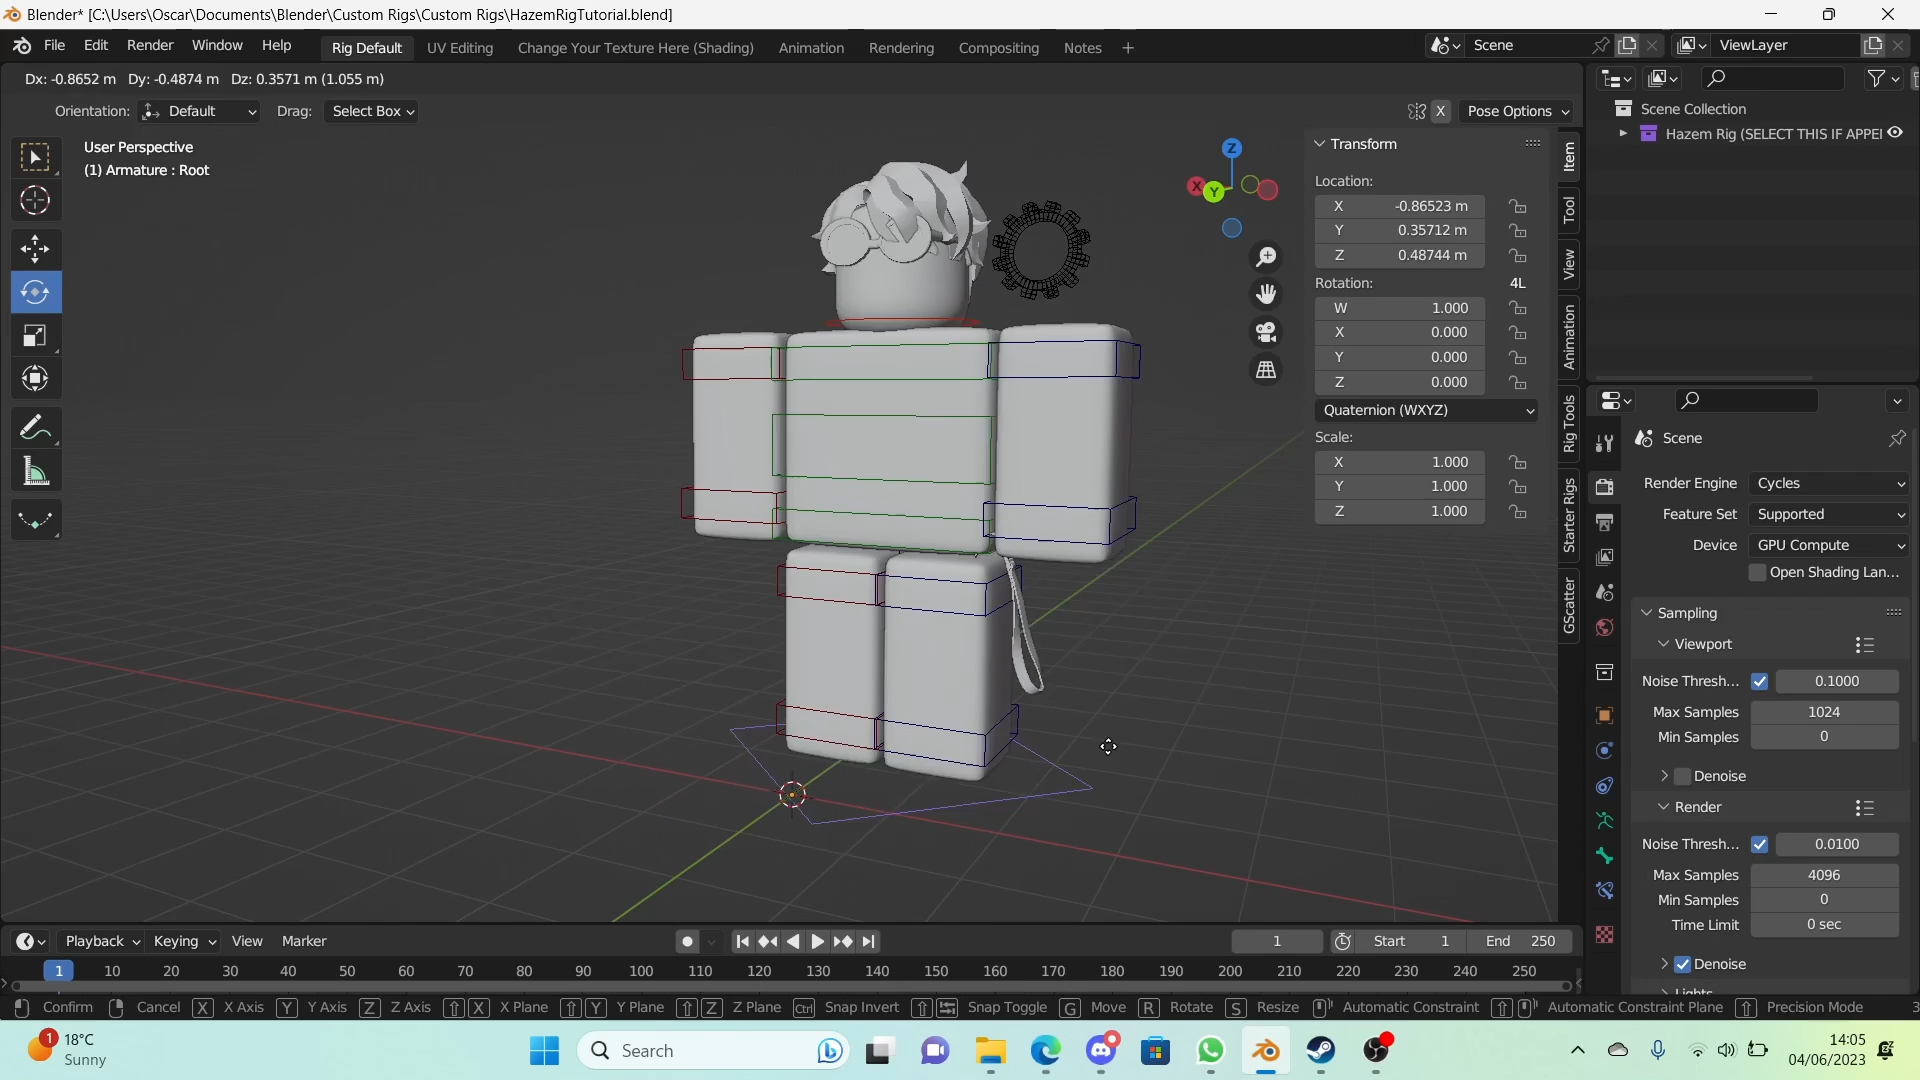 Blender* [C:\Users\Oscar\Documents\Blender\Custom Rigs\Custom Rigs\HazemRigTutorial.blend]
File Edit Render Window Help Rig Default UV Editing Change Your Texture Here (Shading) Animation Rendering Compositing Notes + Scene ViewLayer
Dx: -0.8652 m Dy: -0.4874 m Dz: 0.3571 m (1.055 m)
Orientation: Default Drag: Select Box X Pose Options
User Perspective
(1) Armature : Root
Z
X
Y
Transform
Location:
X -0.86523 m
Y 0.35712 m
Z 0.48744 m
Rotation: 4L
W 1.000
X 0.000
Y 0.000
Z 0.000
Quaternion (WXYZ)
Scale:
X 1.000
Y 1.000
Z 1.000
Item
Tool
View
Animation
Rig Tools
Starter Rigs
GScatter
Scene Collection
Hazem Rig (SELECT THIS IF APPEI
Scene
Render Engine Cycles
Feature Set Supported
Device GPU Compute
Open Shading Lan...
Sampling
Viewport
Noise Thresh... 0.1000
Max Samples 1024
Min Samples 0
Denoise
Render
Noise Thresh... 0.0100
Max Samples 4096
Min Samples 0
Time Limit 0 sec
Denoise
Playback Keying View Marker 1 Start 1 End 250
1 10 20 30 40 50 60 70 80 90 100 110 120 130 140 150 160 170 180 190 200 210 220 230 240 250
Confirm Cancel X X Axis Y Y Axis Z Z Axis X X Plane Y Y Plane Z Z Plane Ctrl Snap Invert Snap Toggle G Move R Rotate S Resize Automatic Constraint Automatic Constraint Plane Precision Mode
1
18°C
Sunny
Search
14:05
04/06/2023